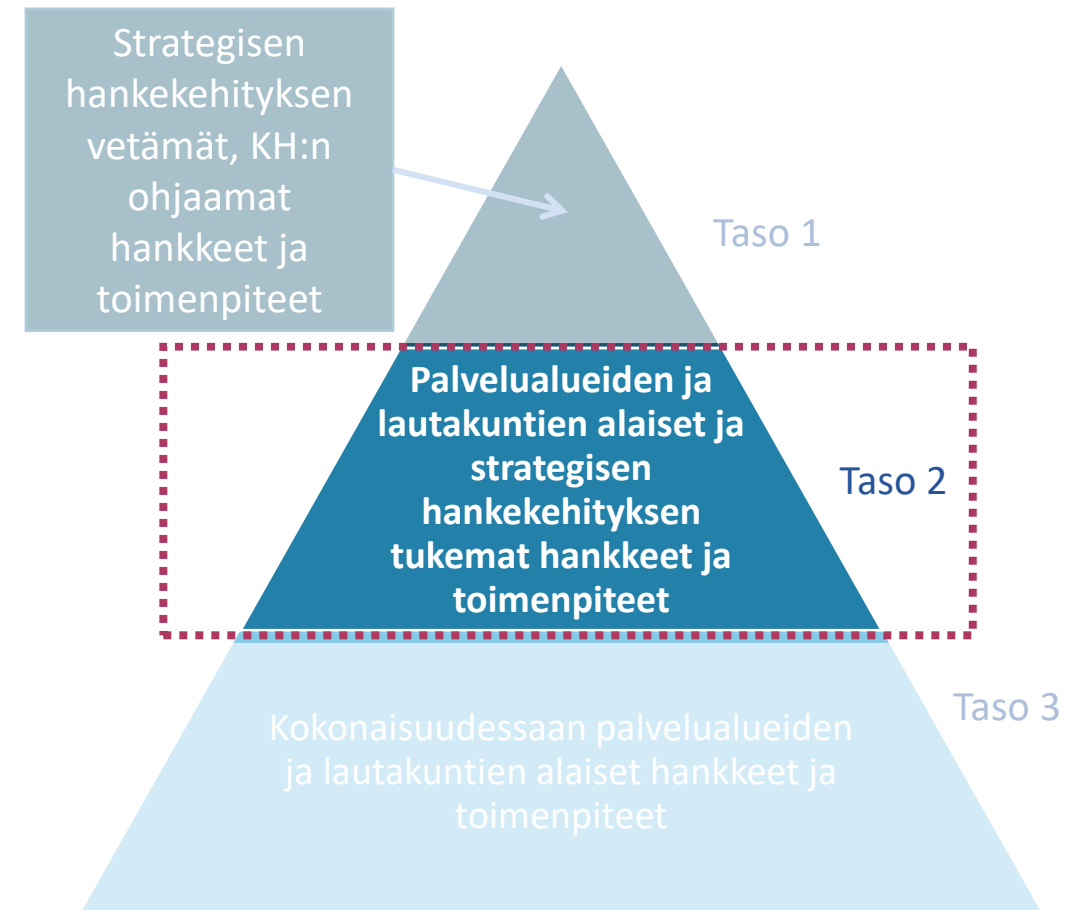 Strategisen
hankekehityksen
vetämät, KH:n
ohjaamat
hankkeet ja
toimenpiteet
Taso 1
Palvelualueiden ja
lautakuntien alaiset ja
strategisen
hankekehityksen
tukemat hankkeet ja
toimenpiteet
Taso 2
Taso 3
Kokonaisuudessaan palvelualueiden
ja lautakuntien alaiset hankkeet ja
toimenpiteet